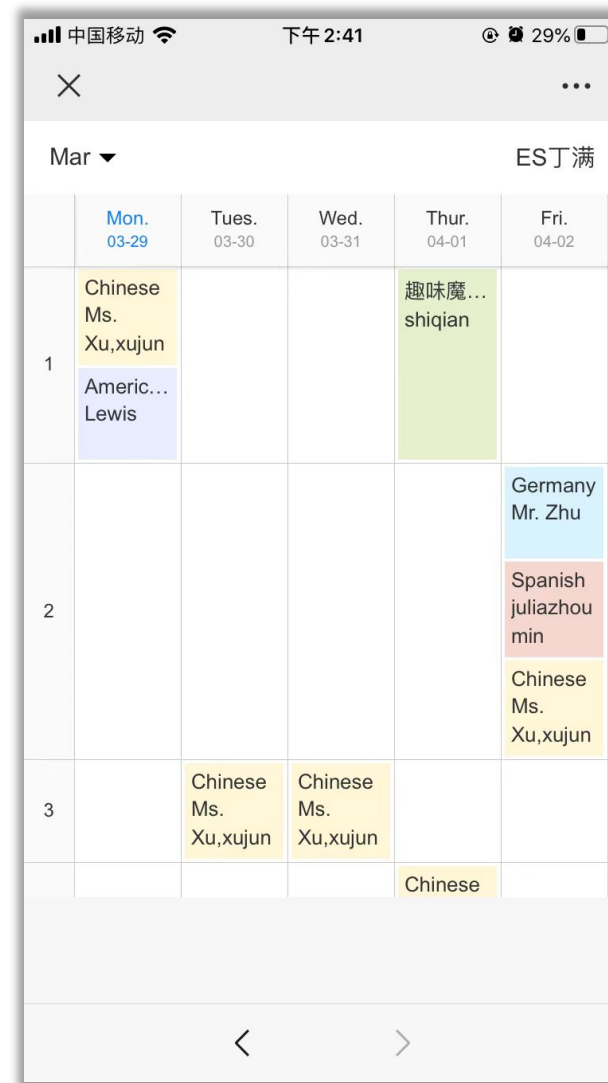 中国移动 下午 2:41 29%
Mar ES丁满
Mon. Tues. Wed. Thur. Fri.
03-29 03-30 03-31 04-01 04-02
1
Chinese
Ms.
Xu,xujun
Americ...
Lewis
趣味魔...
shiqian
2
Germany
Mr. Zhu
Spanish
juliazhou
min
Chinese
Ms.
Xu,xujun
3
Chinese
Ms.
Xu,xujun
Chinese
Ms.
Xu,xujun
Chinese